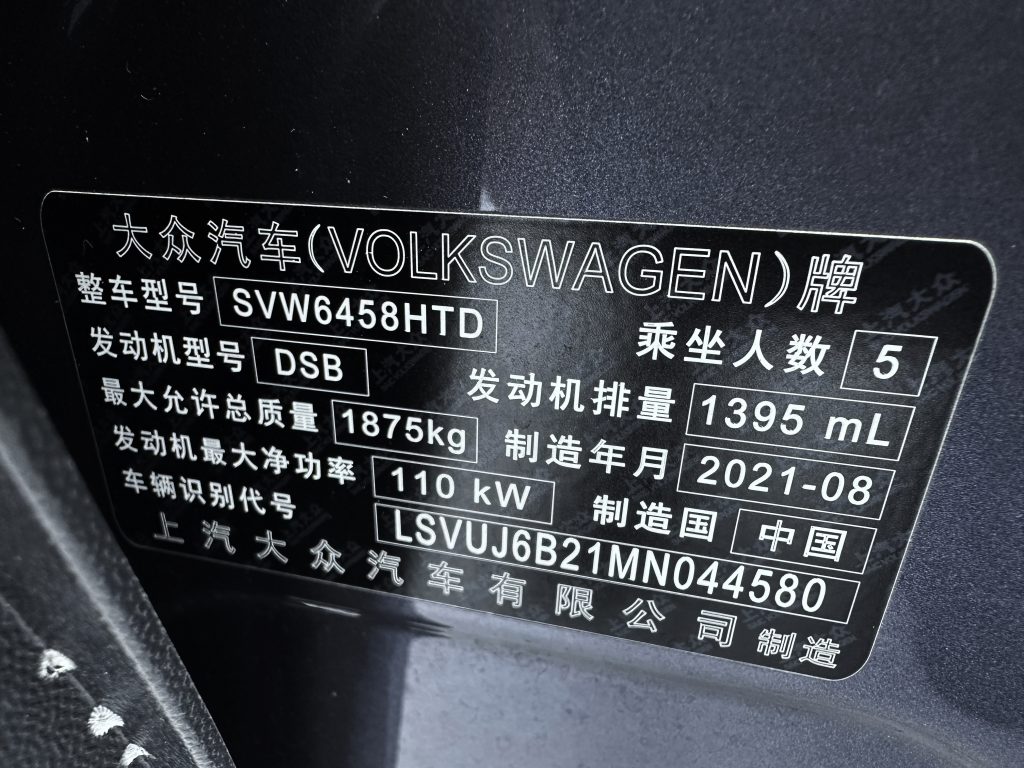 大众汽车(VOLKSWAGEN)牌
整车型号 SVW6458HTD 乘坐人数 5
发动机型号 DSB 发动机排量 1395 mL
最大允许总质量 1875kg 制造年月 2021-08
发动机最大净功率 110 kW 制造国 中国
车辆识别代号 LSVUJ6B21MN044580
上汽大众汽车有限公司 制造